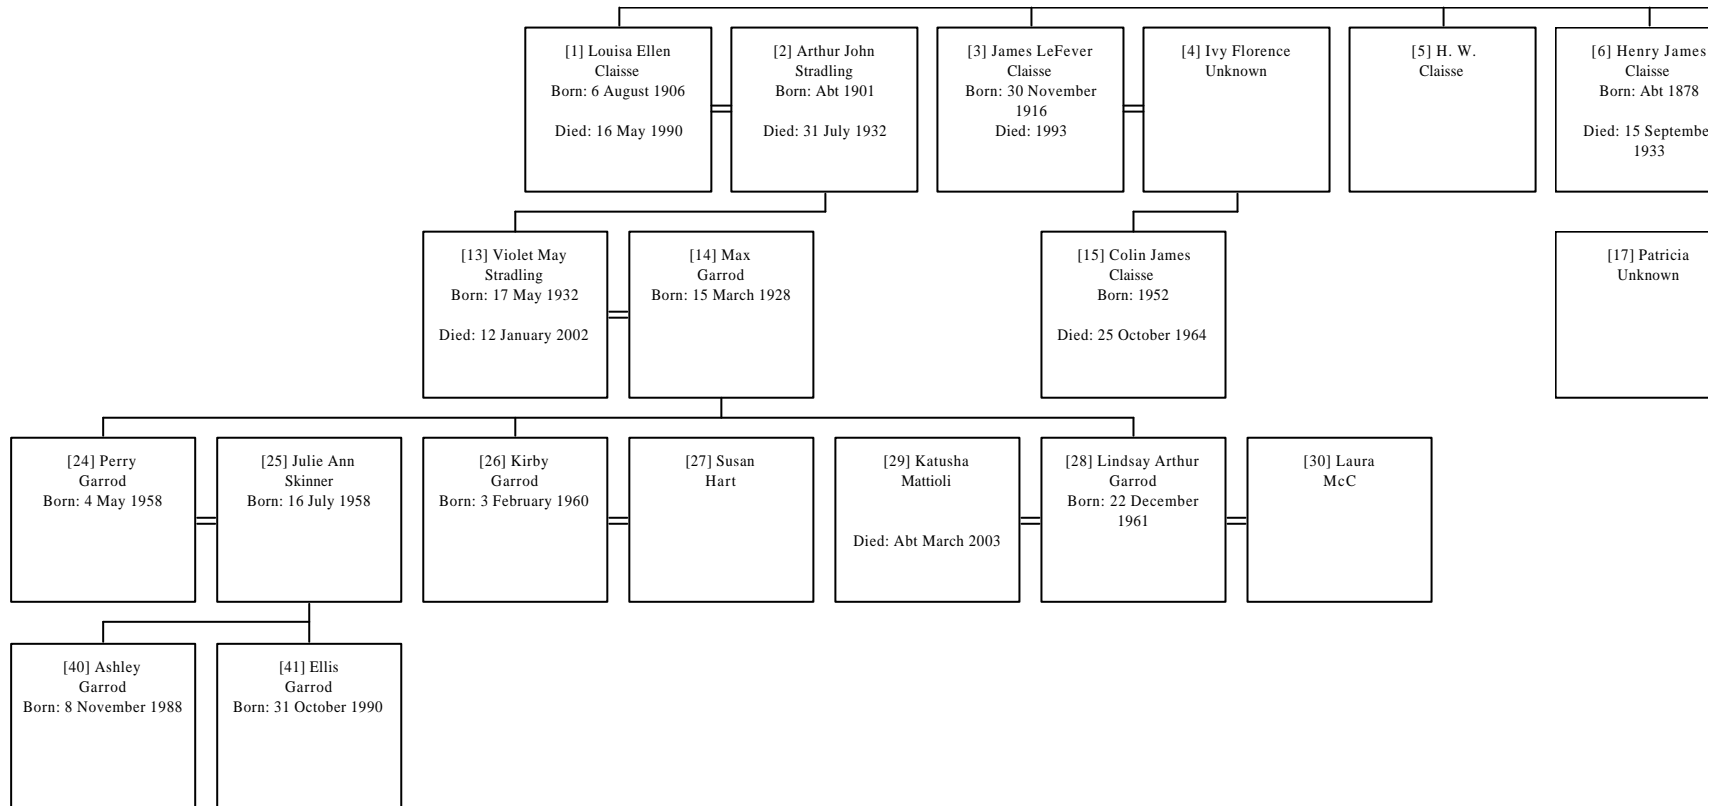 [1] Louisa Ellen
Claisse
Born: 6 August 1906
Died: 16 May 1990
[2] Arthur John
Stradling
Born: Abt 1901
Died: 31 July 1932
[3] James LeFever
Claisse
Born: 30 November
1916
Died: 1993
[4] Ivy Florence
Unknown
[5] H. W.
Claisse
[6] Henry James
Claisse
Born: Abt 1878
Died: 15 Septembe
1933
[13] Violet May
Stradling
Born: 17 May 1932
Died: 12 January 2002
[14] Max
Garrod
Born: 15 March 1928
[15] Colin James
Claisse
Born: 1952
Died: 25 October 1964
[17] Patricia
Unknown
[24] Perry
Garrod
Born: 4 May 1958
[25] Julie Ann
Skinner
Born: 16 July 1958
[26] Kirby
Garrod
Born: 3 February 1960
[27] Susan
Hart
[29] Katusha
Mattioli
Died: Abt March 2003
[28] Lindsay Arthur
Garrod
Born: 22 December
1961
[30] Laura
McC
[40] Ashley
Garrod
Born: 8 November 1988
[41] Ellis
Garrod
Born: 31 October 1990